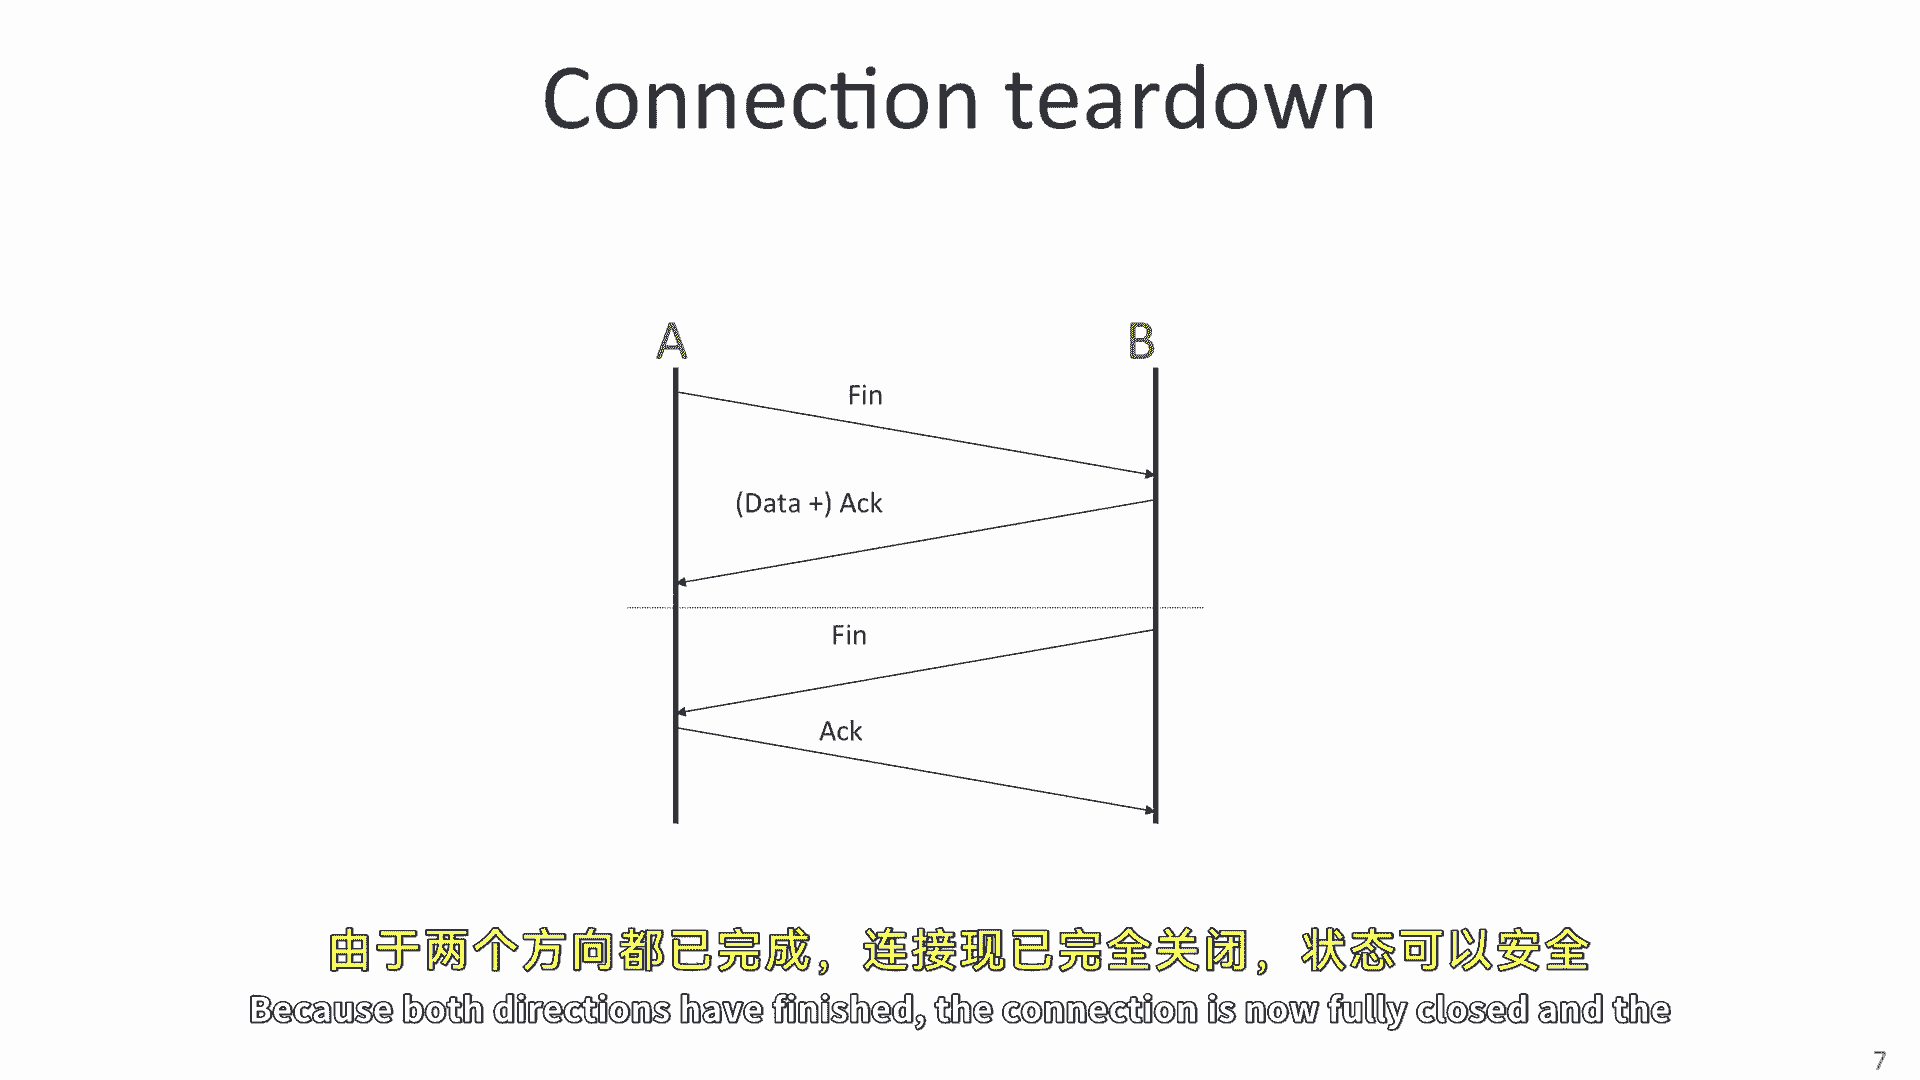 Connection teardown
A
B
Fin
(Data +) Ack
Fin
Ack
由于两个方向都已完成，连接现已完全关闭，状态可以安全
Because both directions have finished, the connection is now fully closed and the
7